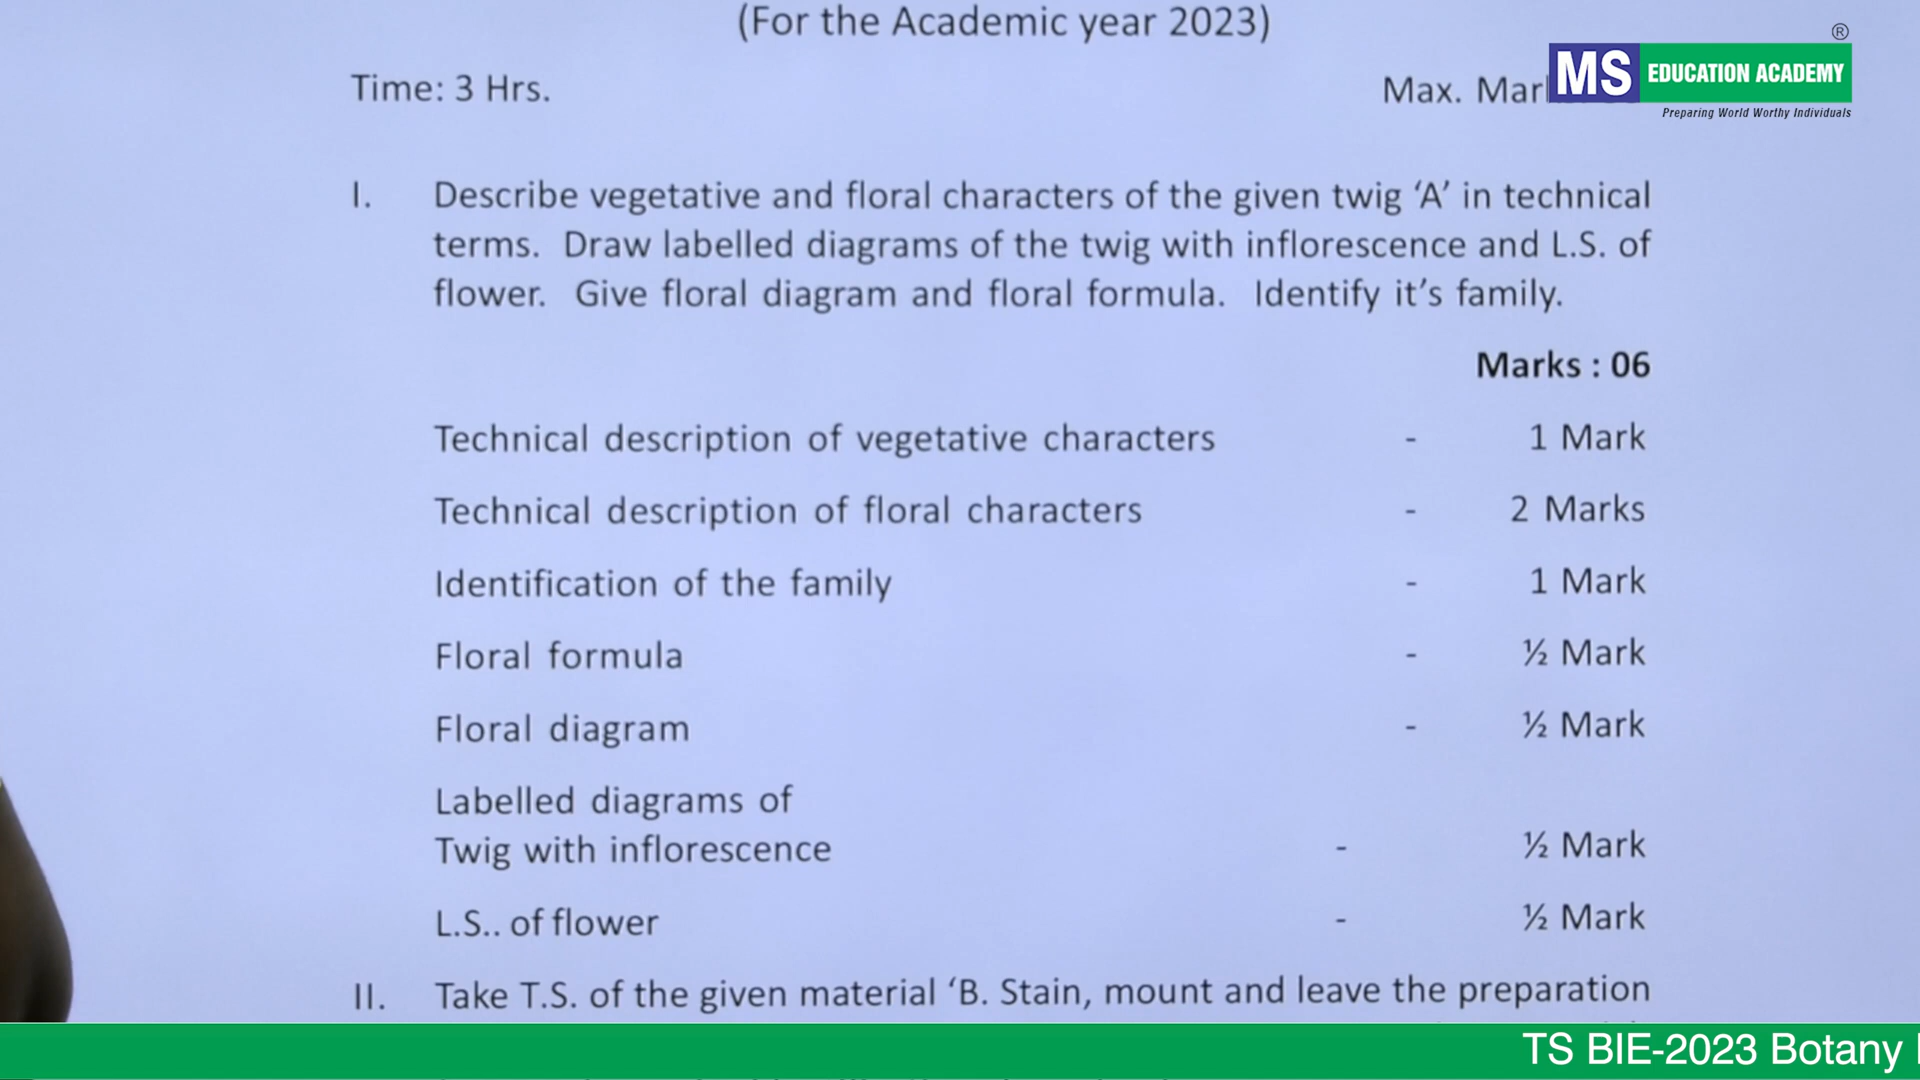 (For the Academic year 2023)
Time: 3 Hrs.
Max. Mar
®
MS EDUCATION ACADEMY
Preparing World Worthy Individuals
I. Describe vegetative and floral characters of the given twig ‘A’ in technical
terms. Draw labelled diagrams of the twig with inflorescence and L.S. of
flower. Give floral diagram and floral formula. Identify it’s family.
Marks : 06
Technical description of vegetative characters - 1 Mark
Technical description of floral characters - 2 Marks
Identification of the family - 1 Mark
Floral formula - ½ Mark
Floral diagram - ½ Mark
Labelled diagrams of
Twig with inflorescence - ½ Mark
L.S.. of flower - ½ Mark
II. Take T.S. of the given material ‘B. Stain, mount and leave the preparation
TS BIE-2023 Botany